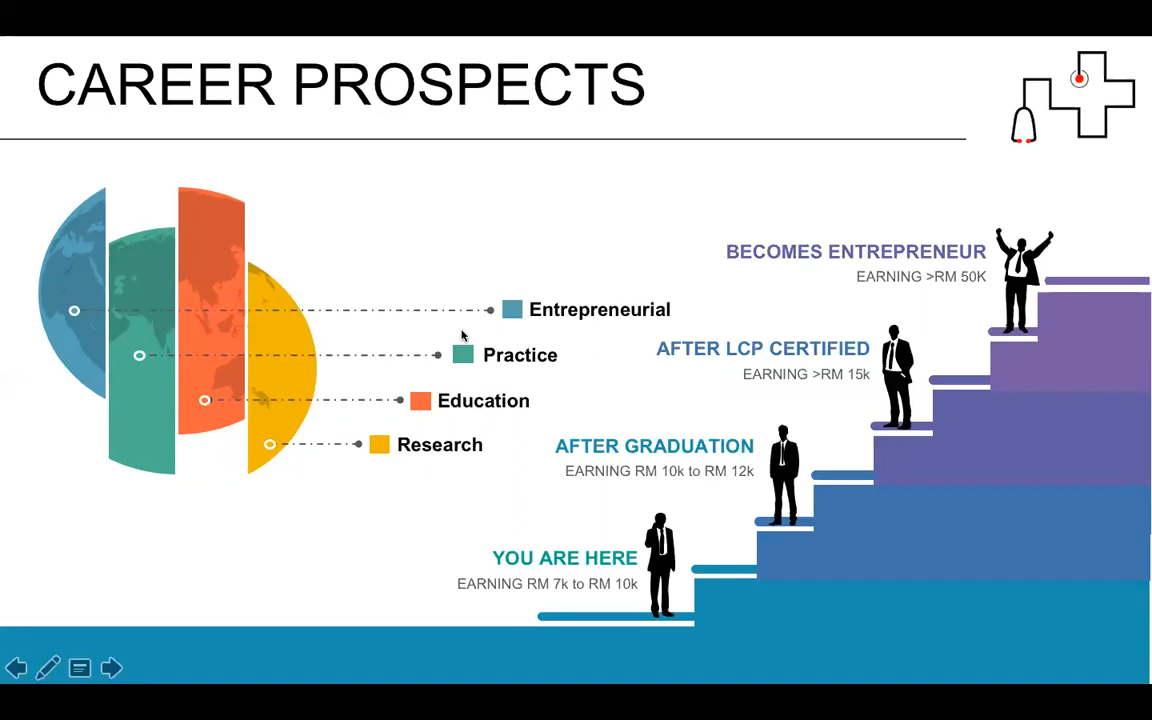 CAREER PROSPECTS
Entrepreneurial
Practice
Education
Research
BECOMES ENTREPRENEUR
EARNING >RM 50K
AFTER LCP CERTIFIED
EARNING >RM 15k
AFTER GRADUATION
EARNING RM 10k to RM 12k
YOU ARE HERE
EARNING RM 7k to RM 10k